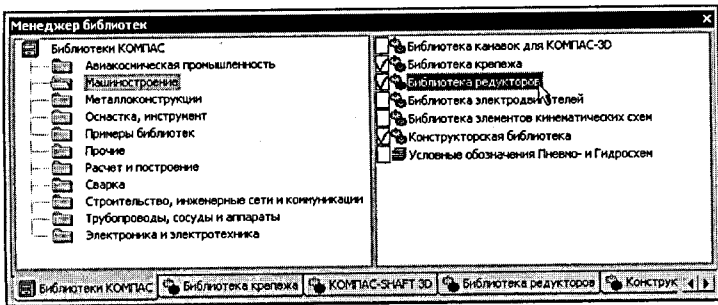 Менеджер библиотек
Библиотеки КОМПАС
Авиакосмическая промышленность
Машиностроение
Металлоконструкции
Оснастка, инструмент
Примеры библиотек
Прочие
Расчет и построение
Сварка
Строительство, инженерные сети и коммуникации
Трубопроводы, сосуды и аппараты
Электроника и электротехника
Библиотека канавок для КОМПАС-3D
Библиотека крепежа
Библиотека редукторов
Библиотека электродвигателей
Библиотека элементов кинематических схем
Конструкторская библиотека
Условные обозначения Пневмо- и Гидросхем
Библиотеки КОМПАС Библиотека крепежа КОМПАС-SHAFT 3D Библиотека редукторов Конструк